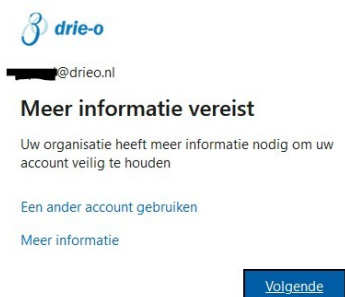 drie-o
@drieo.nl
Meer informatie vereist
Uw organisatie heeft meer informatie nodig om uw
account veilig te houden
Een ander account gebruiken
Meer informatie
Volgende